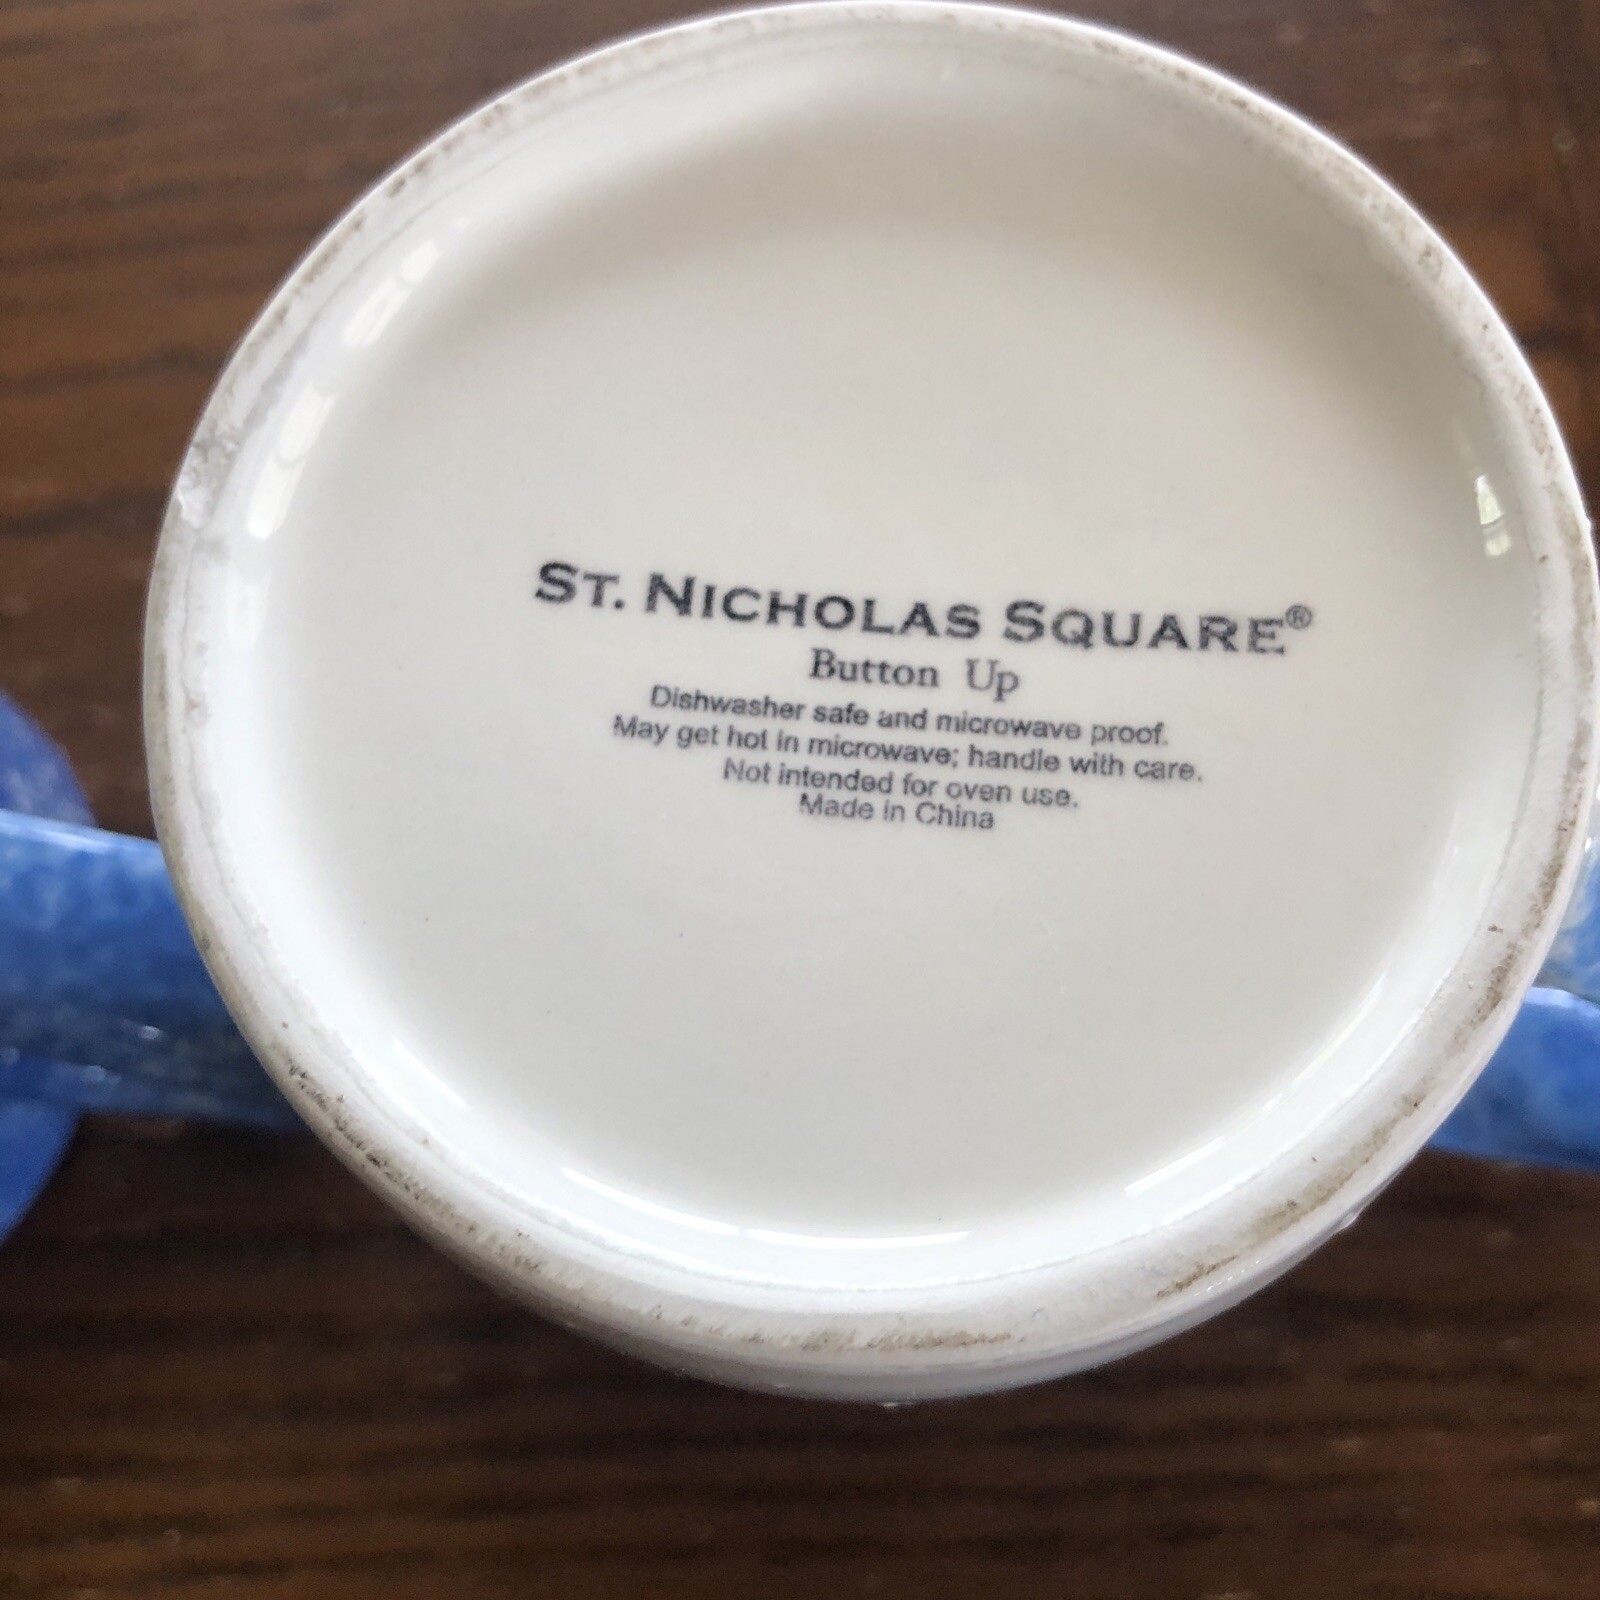 ST. NICHOLAS SQUARE®
Button Up
Dishwasher safe and microwave proof.
May get hot in microwave; handle with care.
Not intended for oven use.
Made in China